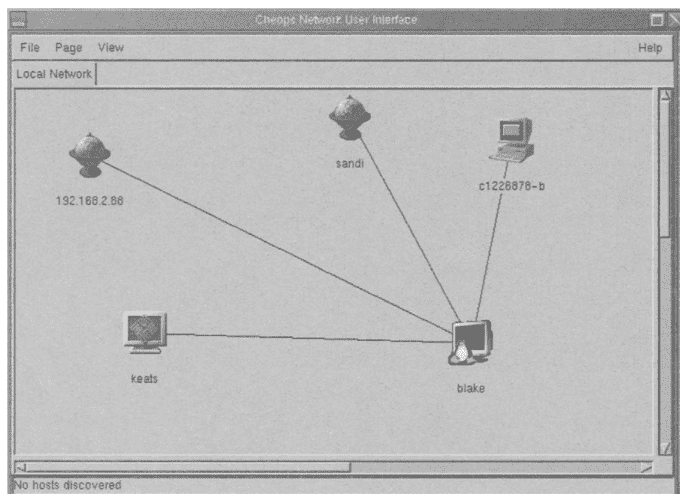 Cheops Network User Interface
File Page View Help
Local Network
sandi
c1226876-b
192.168.2.88
keats
blake
No hosts discovered